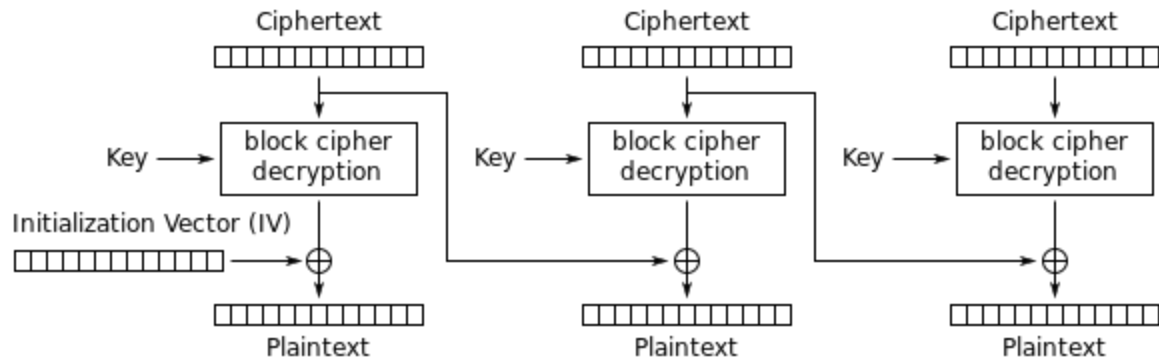 Ciphertext
Ciphertext
Ciphertext
Key
block cipher
decryption
Key
block cipher
decryption
Key
block cipher
decryption
Initialization Vector (IV)
Plaintext
Plaintext
Plaintext